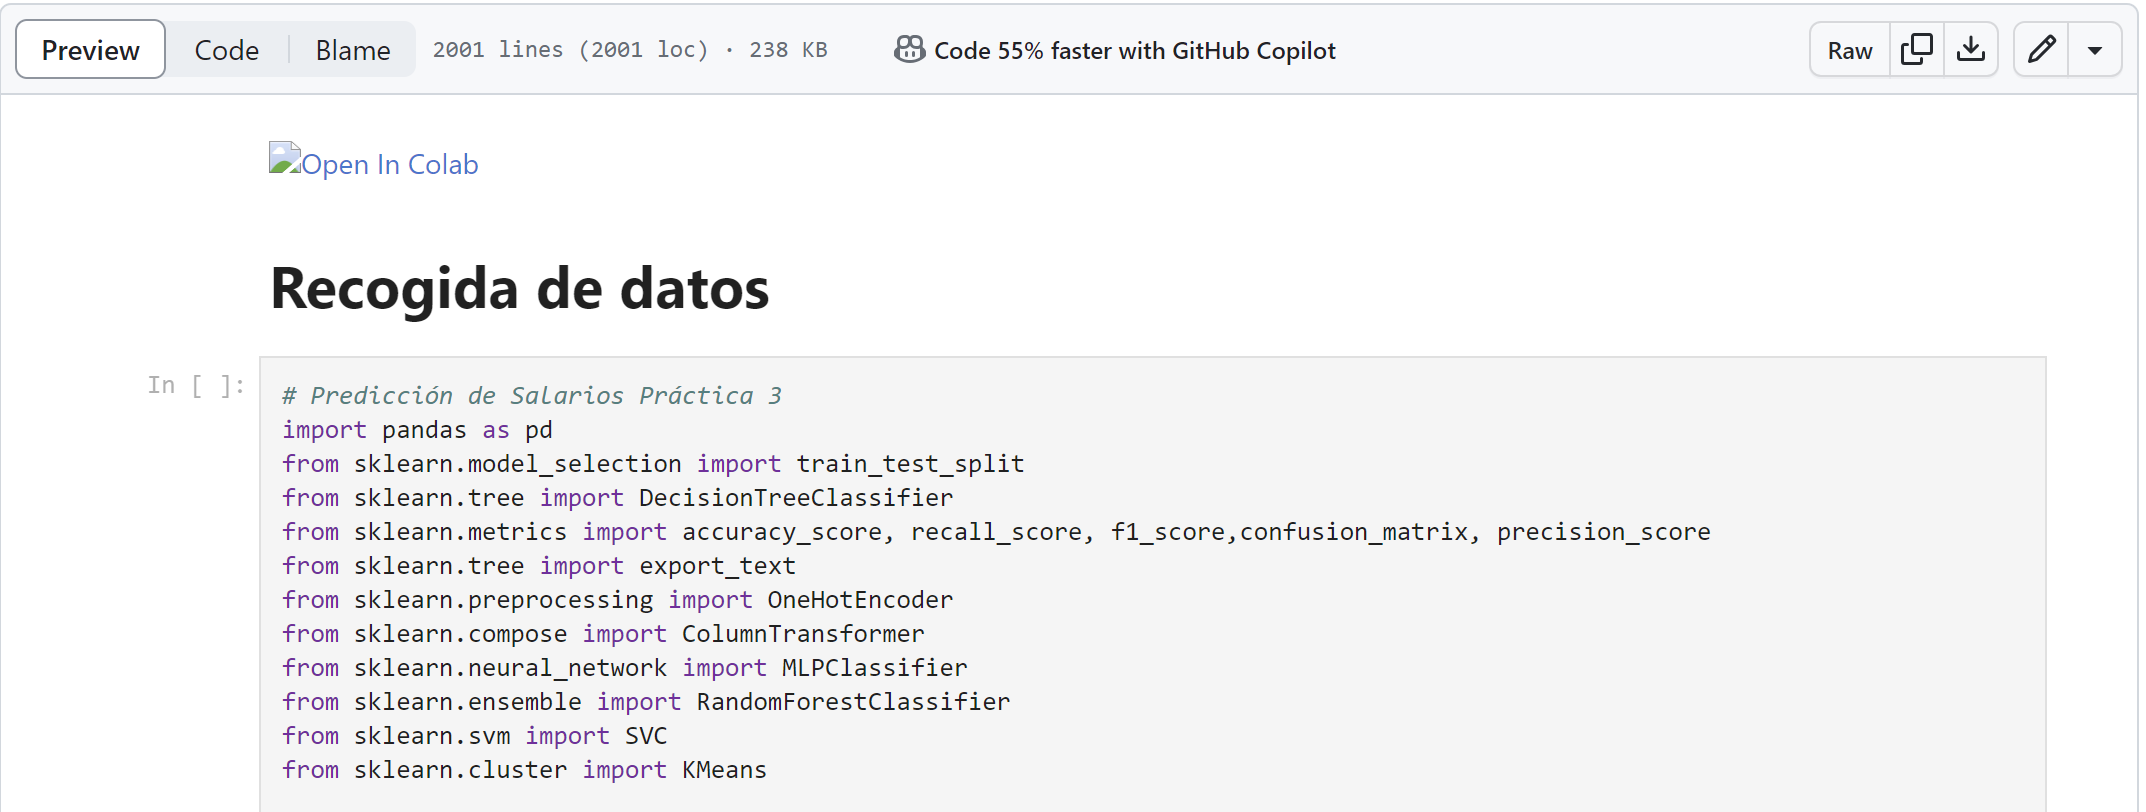 Preview Code Blame 2001 lines (2001 loc) · 238 KB Code 55% faster with GitHub Copilot Raw
Open In Colab
Recogida de datos
In [ ]:
# Predicción de Salarios Práctica 3
import pandas as pd
from sklearn.model_selection import train_test_split
from sklearn.tree import DecisionTreeClassifier
from sklearn.metrics import accuracy_score, recall_score, f1_score,confusion_matrix, precision_score
from sklearn.tree import export_text
from sklearn.preprocessing import OneHotEncoder
from sklearn.compose import ColumnTransformer
from sklearn.neural_network import MLPClassifier
from sklearn.ensemble import RandomForestClassifier
from sklearn.svm import SVC
from sklearn.cluster import KMeans